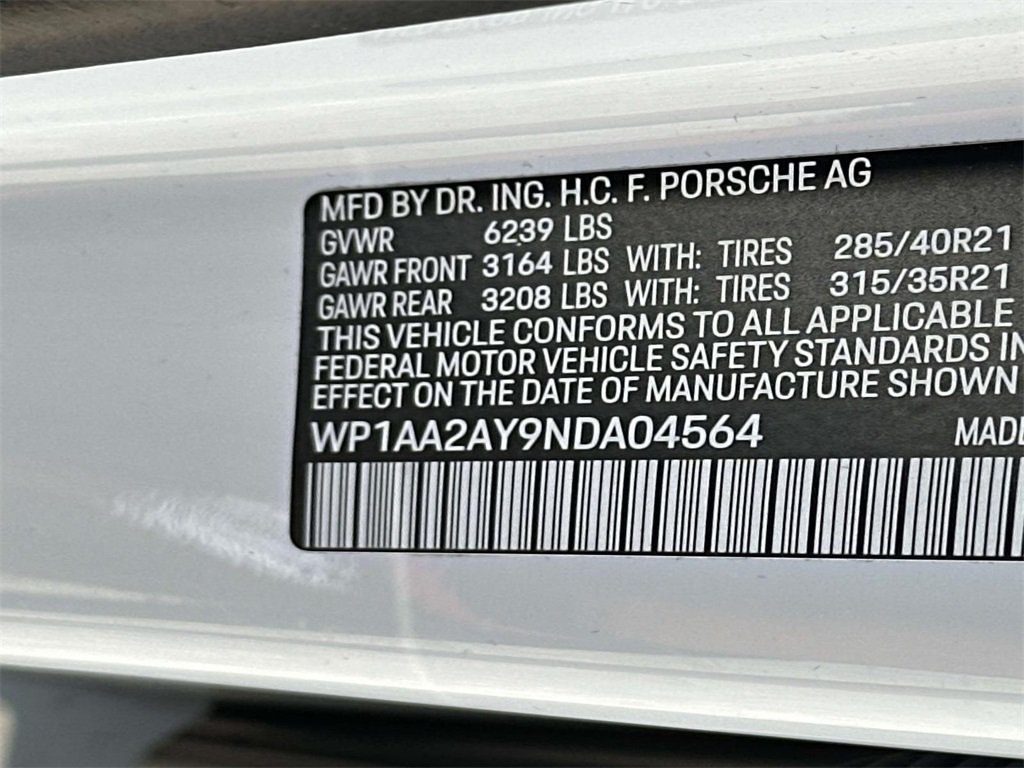 MFD BY DR. ING. H.C. F. PORSCHE AG
GVWR 6239 LBS
GAWR FRONT 3164 LBS WITH: TIRES 285/40R21
GAWR REAR 3208 LBS WITH: TIRES 315/35R21
THIS VEHICLE CONFORMS TO ALL APPLICABLE
FEDERAL MOTOR VEHICLE SAFETY STANDARDS IN
EFFECT ON THE DATE OF MANUFACTURE SHOWN
WP1AA2AY9NDA04564 MADE